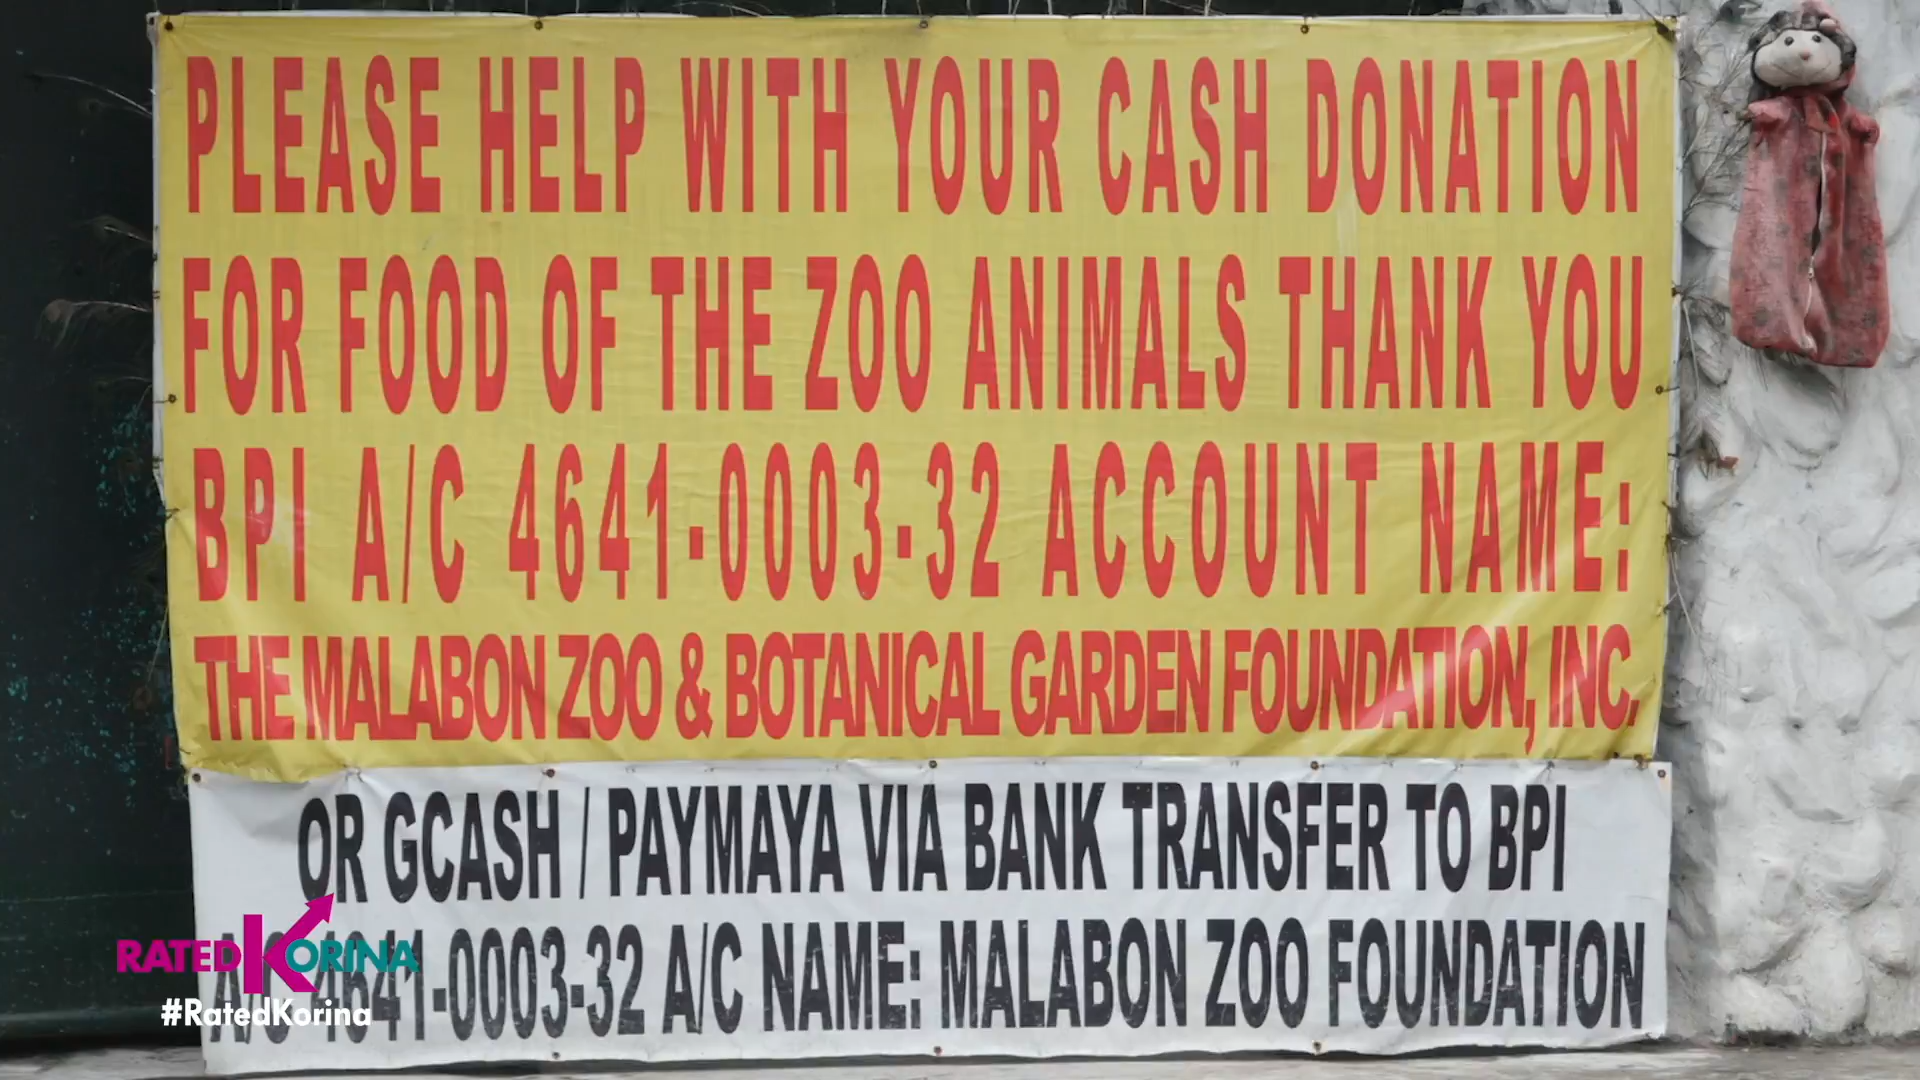 PLEASE HELP WITH YOUR CASH DONATION
FOR FOOD OF THE ZOO ANIMALS THANK YOU
BPI A/C 4641-0003-32 ACCOUNT NAME:
THE MALABON ZOO & BOTANICAL GARDEN FOUNDATION, INC.
OR GCASH / PAYMAYA VIA BANK TRANSFER TO BPI
A/C 4641-0003-32 A/C NAME: MALABON ZOO FOUNDATION
RATED KORINA
#RatedKorina